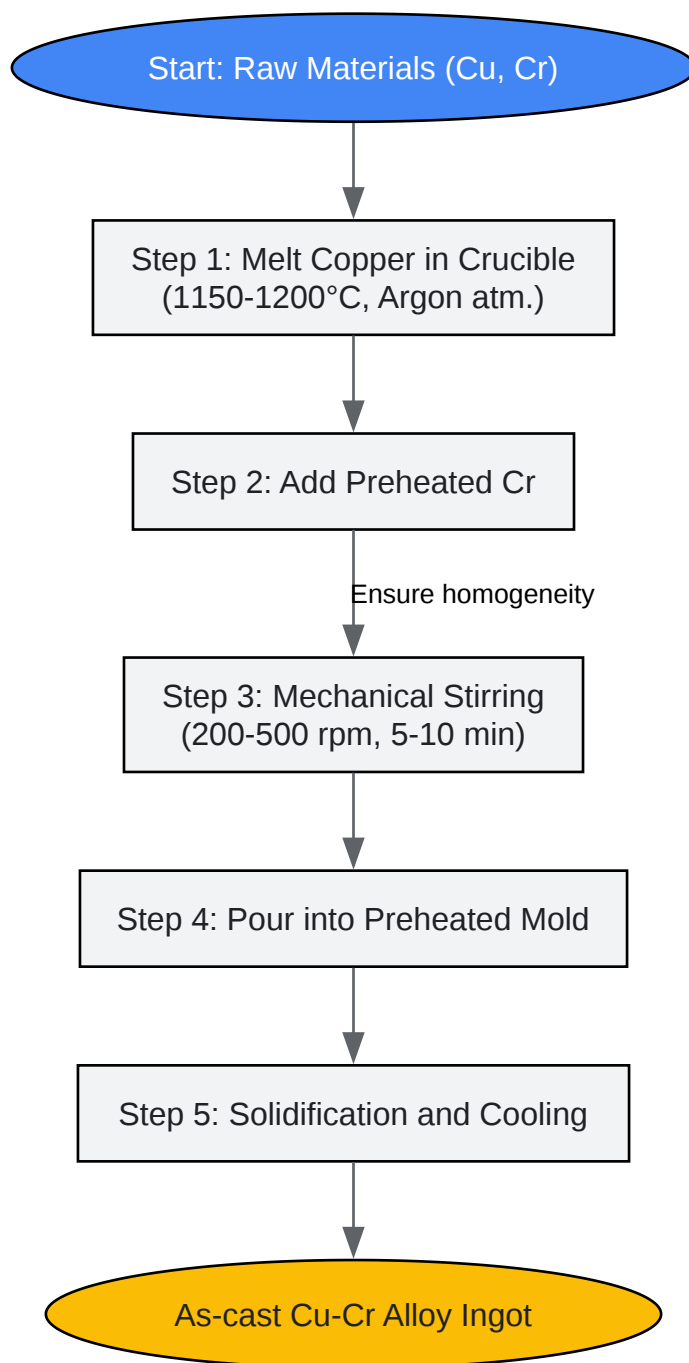 Start: Raw Materials (Cu, Cr)
Step 1: Melt Copper in Crucible
(1150-1200°C, Argon atm.)
Step 2: Add Preheated Cr
Ensure homogeneity
Step 3: Mechanical Stirring
(200-500 rpm, 5-10 min)
Step 4: Pour into Preheated Mold
Step 5: Solidification and Cooling
As-cast Cu-Cr Alloy Ingot